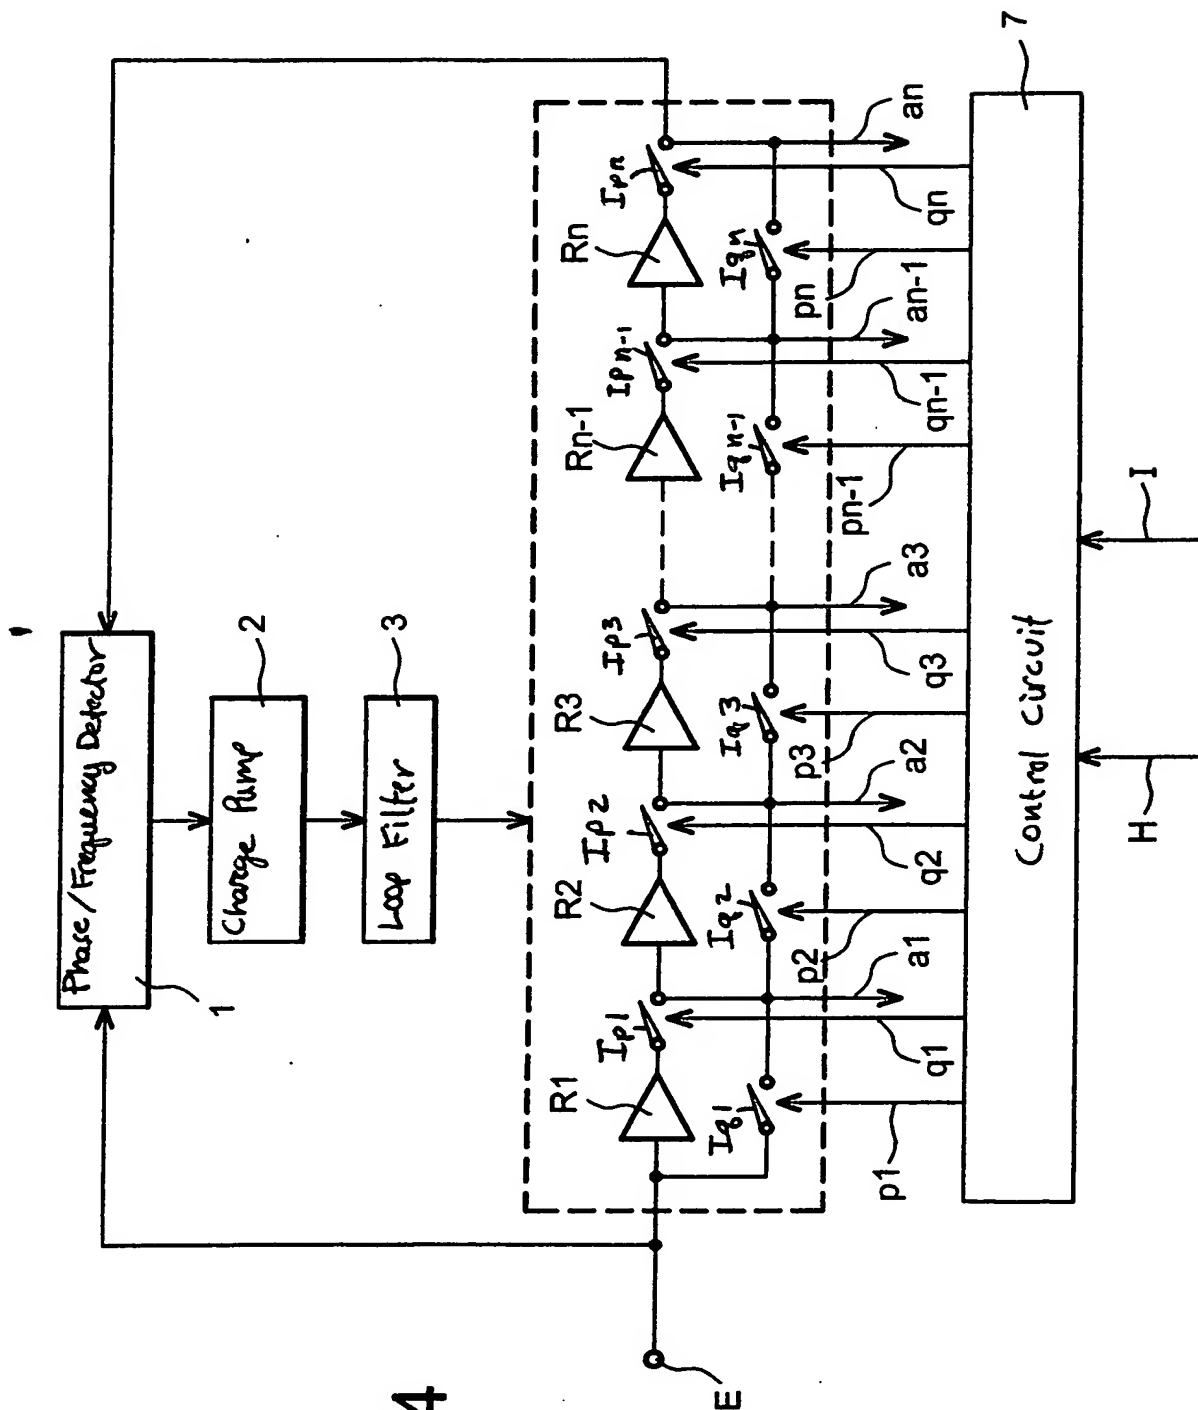 Phase/Frequency Detector
1
Charge Pump
2
Loop Filter
3
R1
R2
R3
Rn-1
Rn
Ip1
Ip2
Ip3
Ipn-1
Ipn
Iq1
Iq2
Iq3
Iqn-1
Iqn
p1
q1
a1
p2
q2
a2
p3
q3
a3
pn-1
qn-1
an-1
pn
qn
an
Control Circuit
7
H
I
E
4